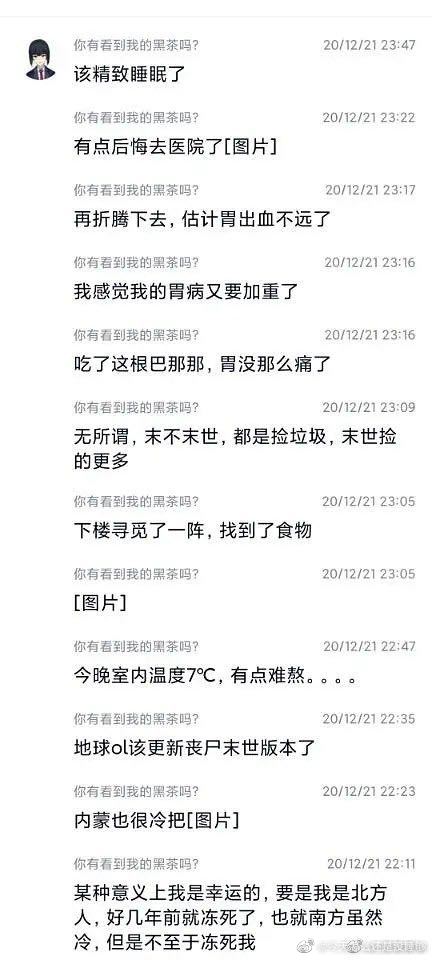 你有看到我的黑茶吗? 20/12/21 23:47
该精致睡眠了
你有看到我的黑茶吗? 20/12/21 23:22
有点后悔去医院了[图片]
你有看到我的黑茶吗? 20/12/21 23:17
再折腾下去，估计胃出血不远了
你有看到我的黑茶吗? 20/12/21 23:16
我感觉我的胃病又要加重了
你有看到我的黑茶吗? 20/12/21 23:16
吃了这根巴那那，胃没那么痛了
你有看到我的黑茶吗? 20/12/21 23:09
无所谓，末不末世，都是捡垃圾，末世捡
的更多
你有看到我的黑茶吗? 20/12/21 23:05
下楼寻觅了一阵，找到了食物
你有看到我的黑茶吗? 20/12/21 23:05
[图片]
你有看到我的黑茶吗? 20/12/21 22:47
今晚室内温度7℃，有点难熬。。。。
你有看到我的黑茶吗? 20/12/21 22:35
地球ol该更新丧尸末世版本了
你有看到我的黑茶吗? 20/12/21 22:23
内蒙也很冷把[图片]
你有看到我的黑茶吗? 20/12/21 22:11
某种意义上我是幸运的，要是我是北方
人，好几年前就冻死了，也就南方虽然
冷，但是不至于冻死我